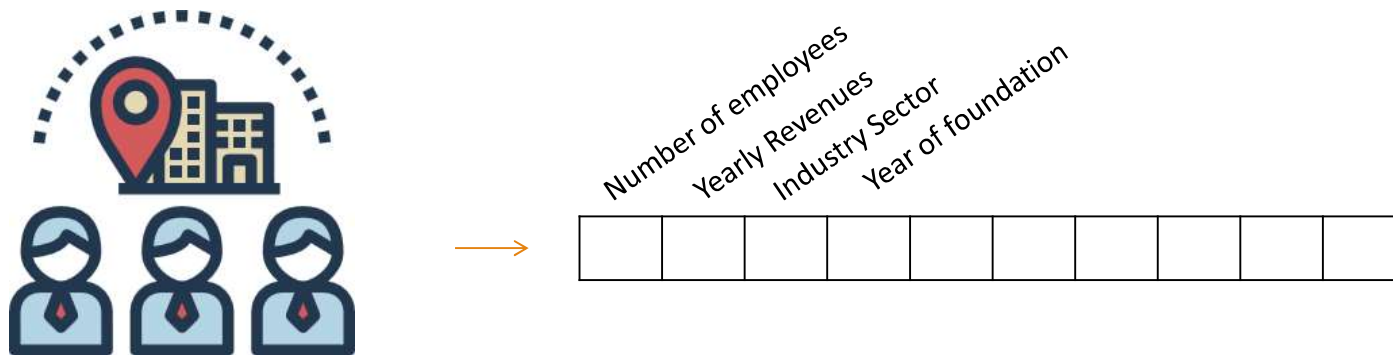 Number of employees
Yearly Revenues
Industry Sector
Year of foundation